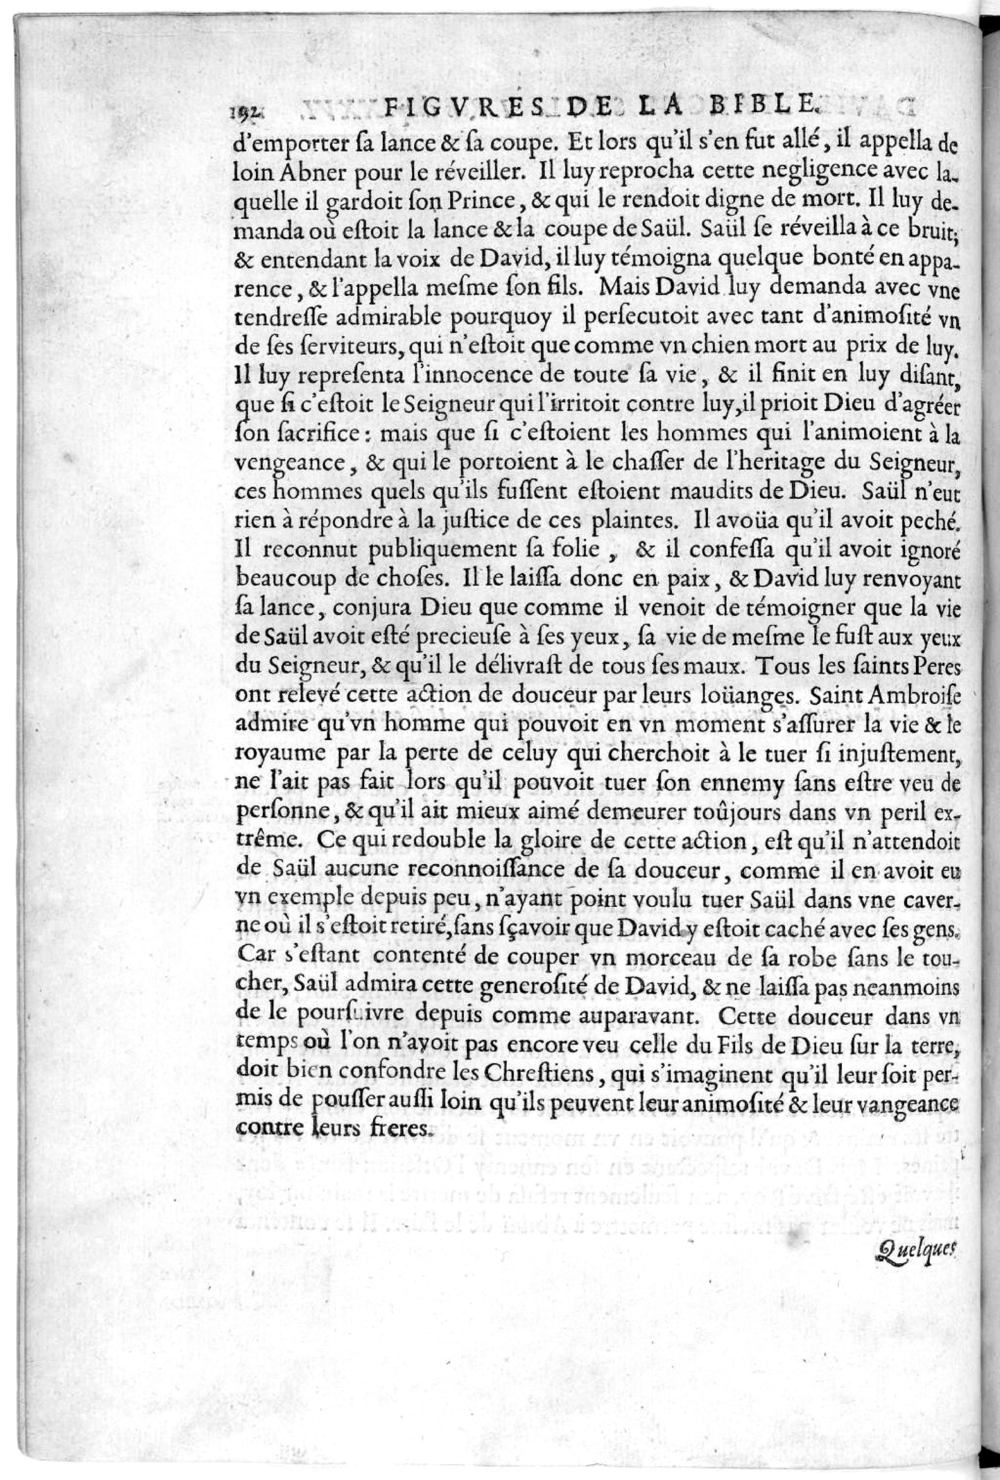 192. FIGVRES DE LA BIBLE.
d'emporter ſa lance & ſa coupe. Et lors qu'il s'en fut allé, il appella de
loin Abner pour le réveiller. Il luy reprocha cette negligence avec la-
quelle il gardoit ſon Prince, & qui le rendoit digne de mort. Il luy de-
manda où eſtoit la lance & la coupe de Saül. Saül ſe réveilla à ce bruit;
& entendant la voix de David, il luy témoigna quelque bonté en appa-
rence, & l'appella meſme ſon fils. Mais David luy demanda avec vne
tendreſſe admirable pourquoy il perſecutoit avec tant d'animoſité vn
de ſes ſerviteurs, qui n'eſtoit que comme vn chien mort au prix de luy.
Il luy repreſenta l'innocence de toute ſa vie, & il finit en luy diſant,
que ſi c'eſtoit le Seigneur qui l'irritoit contre luy, il prioit Dieu d'agréer
ſon ſacrifice: mais que ſi c'eſtoient les hommes qui l'animoient à la
vengeance, & qui le portoient à le chaſſer de l'heritage du Seigneur,
ces hommes quels qu'ils fuſſent eſtoient maudits de Dieu. Saül n'eut
rien à répondre à la juſtice de ces plaintes. Il avoüa qu'il avoit peché.
Il reconnut publiquement ſa folie, & il confeſſa qu'il avoit ignoré
beaucoup de choſes. Il le laiſſa donc en paix, & David luy renvoyant
ſa lance, conjura Dieu que comme il venoit de témoigner que la vie
de Saül avoit eſté precieuſe à ſes yeux, ſa vie de meſme le fuſt aux yeux
du Seigneur, & qu'il le délivraſt de tous ſes maux. Tous les ſaints Peres
ont relevé cette action de douceur par leurs loüanges. Saint Ambroiſe
admire qu'vn homme qui pouvoit en vn moment s'aſſurer la vie & le
royaume par la perte de celuy qui cherchoit à le tuer ſi injuſtement,
ne l'ait pas fait lors qu'il pouvoit tuer ſon ennemy ſans eſtre veu de
perſonne, & qu'il ait mieux aimé demeurer toûjours dans vn peril ex-
trême. Ce qui redouble la gloire de cette action, eſt qu'il n'attendoit
de Saül aucune reconnoiſſance de ſa douceur, comme il en avoit eu
vn exemple depuis peu, n'ayant point voulu tuer Saül dans vne caver-
ne où il s'eſtoit retiré, ſans ſçavoir que David y eſtoit caché avec ſes gens.
Car s'eſtant contenté de couper vn morceau de ſa robe ſans le tou-
cher, Saül admira cette generoſité de David, & ne laiſſa pas neanmoins
de le pourſuivre depuis comme auparavant. Cette douceur dans vn
temps où l'on n'avoit pas encore veu celle du Fils de Dieu ſur la terre,
doit bien confondre les Chreſtiens, qui s'imaginent qu'il leur ſoit per-
mis de pouſſer auſſi loin qu'ils peuvent leur animoſité & leur vangeance
contre leurs freres.
Quelques